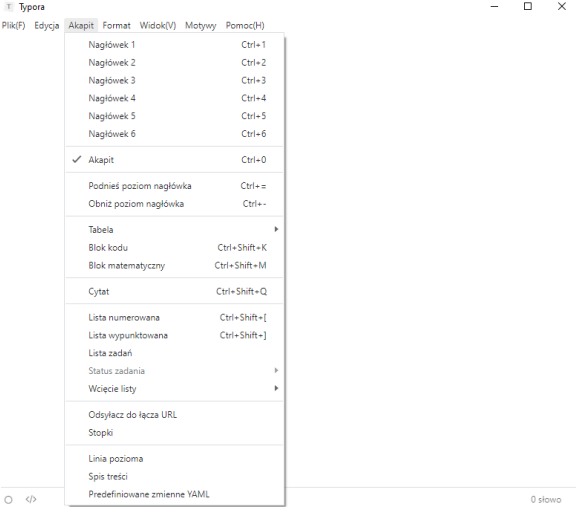 T Typora
Plik(F) Edycja Akapit Format Widok(V) Motywy Pomoc(H)
Nagłówek 1 Ctrl+1
Nagłówek 2 Ctrl+2
Nagłówek 3 Ctrl+3
Nagłówek 4 Ctrl+4
Nagłówek 5 Ctrl+5
Nagłówek 6 Ctrl+6
Akapit Ctrl+0
Podnieś poziom nagłówka Ctrl+=
Obniż poziom nagłówka Ctrl+-
Tabela
Blok kodu Ctrl+Shift+K
Blok matematyczny Ctrl+Shift+M
Cytat Ctrl+Shift+Q
Lista numerowana Ctrl+Shift+[
Lista wypunktowana Ctrl+Shift+]
Lista zadań
Status zadania
Wcięcie listy
Odsyłacz do łącza URL
Stopki
Linia pozioma
Spis treści
Predefiniowane zmienne YAML
</> 0 słowo